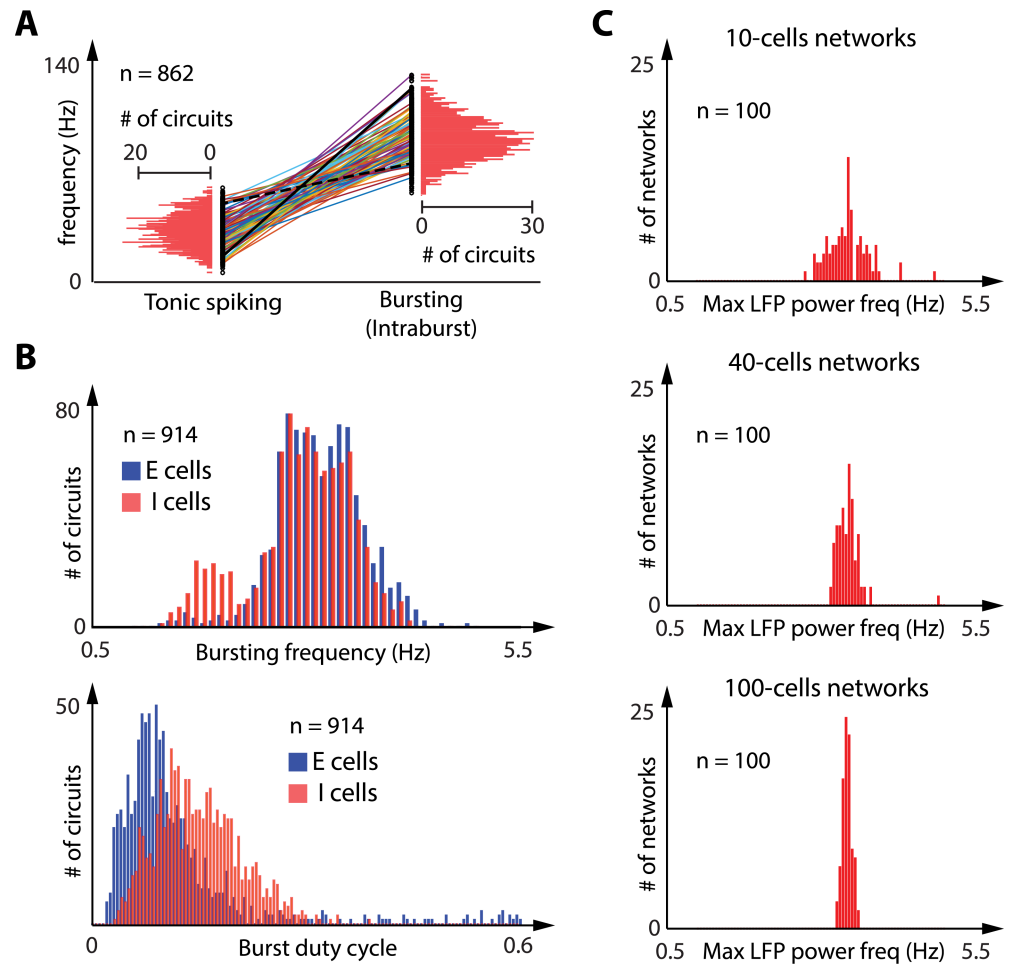 A
140
n = 862
# of circuits
20
0
frequency (Hz)
0
0
30
# of circuits
Tonic spiking
Bursting
(Intraburst)
B
80
n = 914
E cells
I cells
# of circuits
0
0.5
Bursting frequency (Hz)
5.5
50
n = 914
E cells
I cells
# of circuits
0
Burst duty cycle
0.6
C
10-cells networks
25
n = 100
# of networks
0
0.5
Max LFP power freq (Hz)
5.5
40-cells networks
25
n = 100
# of networks
0
0.5
Max LFP power freq (Hz)
5.5
100-cells networks
25
n = 100
# of networks
0
0.5
Max LFP power freq (Hz)
5.5